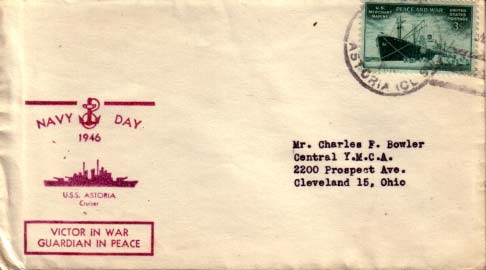 U.S. MERCHANT MARINE
PEACE AND WAR
UNITED STATES POSTAGE
3¢
ASTORIA (CL
NAVY DAY
1946
U.S.S. ASTORIA
Cruiser
VICTOR IN WAR
GUARDIAN IN PEACE
Mr. Charles F. Bowler
Central Y.M.C.A.
2200 Prospect Ave.
Cleveland 15, Ohio